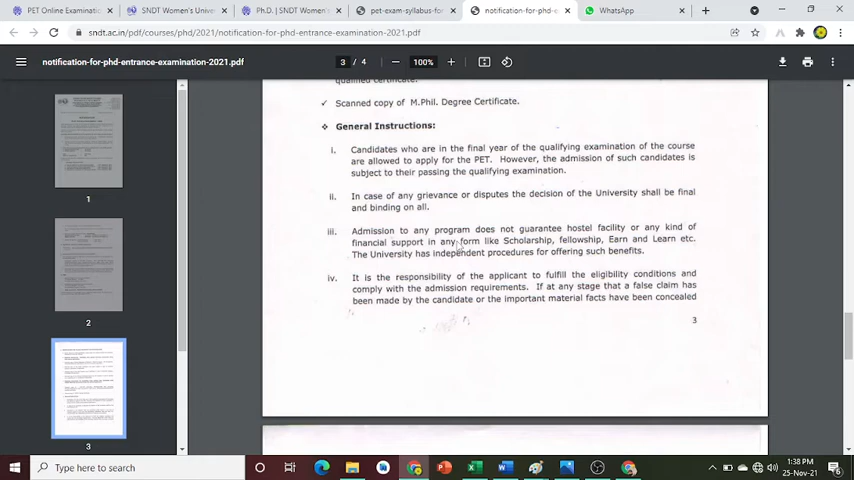 PET Online Examinatio
SNDT Women's Univer
Ph.D. | SNDT Women's
pet-exam-syllabus-for-
notification-for-phd-e
WhatsApp
sndt.ac.in/pdf/courses/phd/2021/notification-for-phd-entrance-examination-2021.pdf
notification-for-phd-entrance-examination-2021.pdf
3 / 4
100%
qualified certificate.
✓ Scanned copy of M.Phil. Degree Certificate.
❖ General Instructions:
i. Candidates who are in the final year of the qualifying examination of the course
are allowed to apply for the PET. However, the admission of such candidates is
subject to their passing the qualifying examination.
ii. In case of any grievance or disputes the decision of the University shall be final
and binding on all.
iii. Admission to any program does not guarantee hostel facility or any kind of
financial support in any form like Scholarship, fellowship, Earn and Learn etc.
The University has independent procedures for offering such benefits.
iv. It is the responsibility of the applicant to fulfill the eligibility conditions and
comply with the admission requirements. If at any stage that a false claim has
been made by the candidate or the important material facts have been concealed
3
1
2
3
Type here to search
1:38 PM
25-Nov-21
6